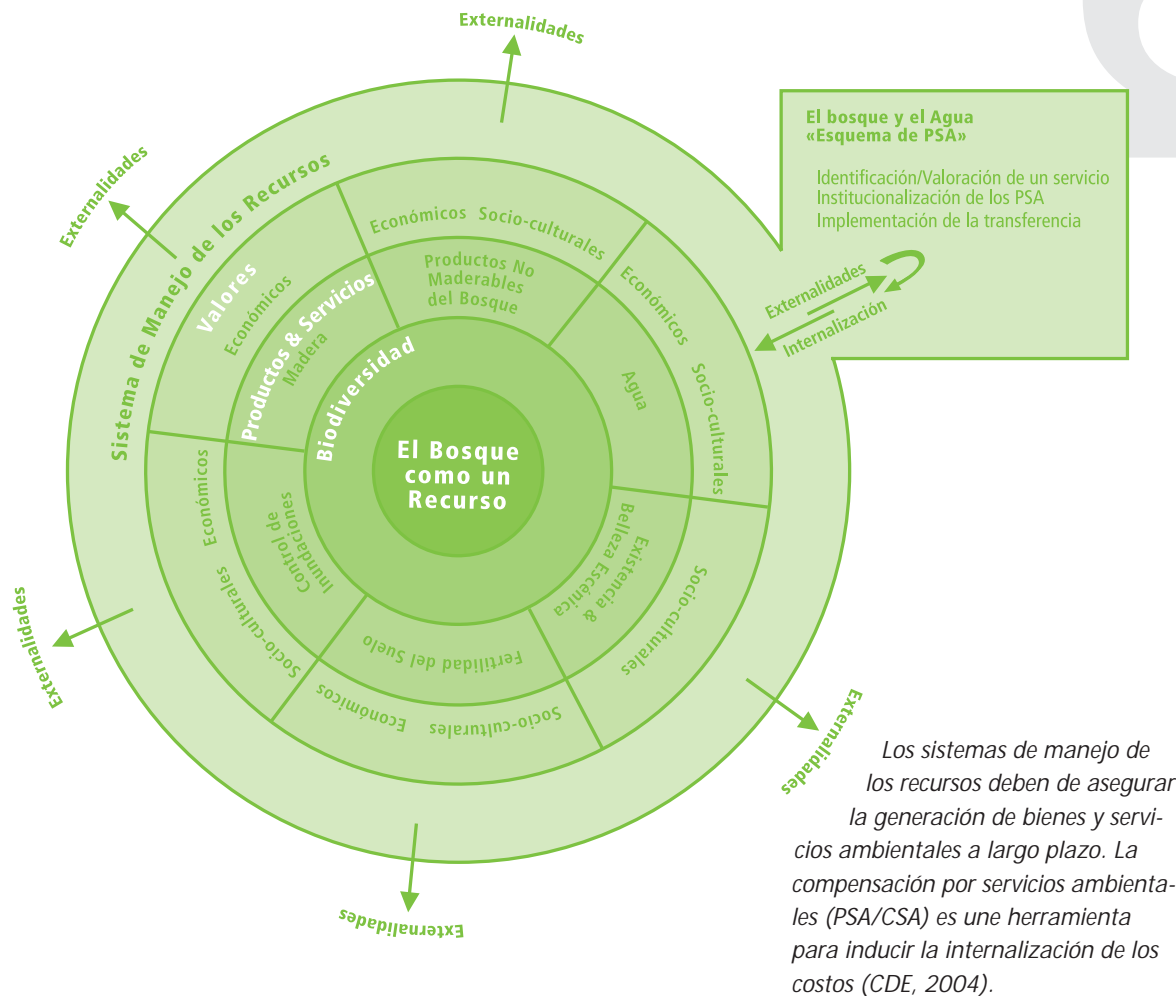 Externalidades
Externalidades
Sistema de Manejo de los Recursos
Valores
Económicos
Productos & Servicios
Madera
Biodiversidad
El Bosque
como un
Recurso
Económicos Socio-culturales
Productos No
Maderables
del Bosque
Económicos Socio-culturales
Agua
Socio-culturales
Existencia &
Belleza Escénica
Socio-culturales Económicos
Fertilidad del Suelo
Socio-culturales Económicos
Control de
Inundaciones
Externalidades
Externalidades
Externalidades
El bosque y el Agua
«Esquema de PSA»
Identificación/Valoración de un servicio
Institucionalización de los PSA
Implementación de la transferencia
Externalidades
Internalización
Los sistemas de manejo de
los recursos deben de asegurar
la generación de bienes y servi-
cios ambientales a largo plazo. La
compensación por servicios ambienta-
les (PSA/CSA) es une herramienta
para inducir la internalización de los
costos (CDE, 2004).